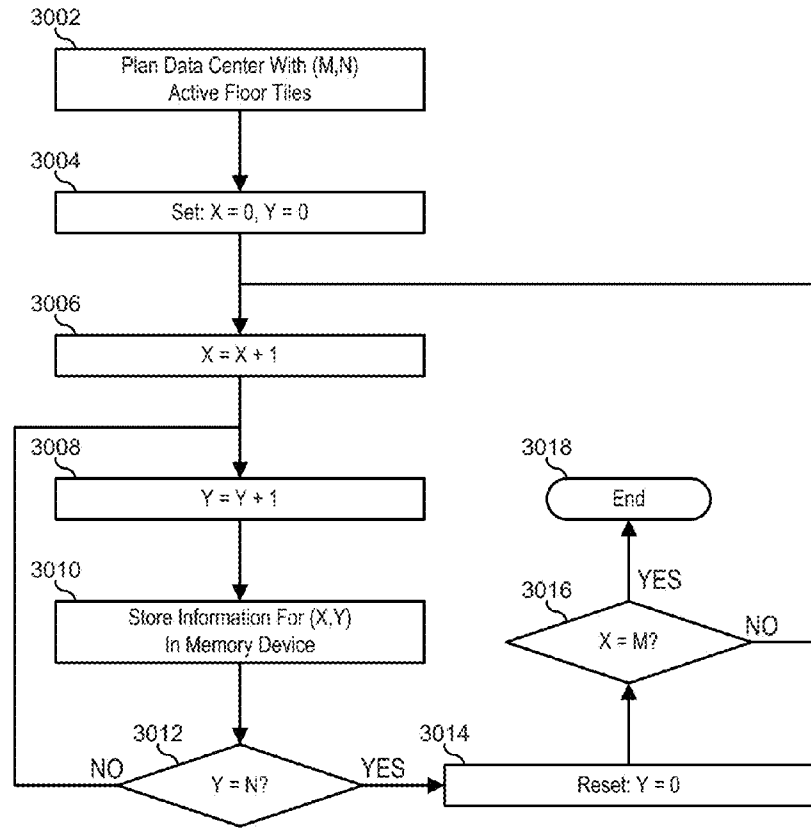 3002
Plan Data Center With (M,N)
Active Floor Tiles
3004
Set: X = 0, Y = 0
3006
X = X + 1
3008
Y = Y + 1
3010
Store Information For (X,Y)
In Memory Device
3012
Y = N?
NO
YES
3014
Reset: Y = 0
3016
X = M?
NO
YES
3018
End